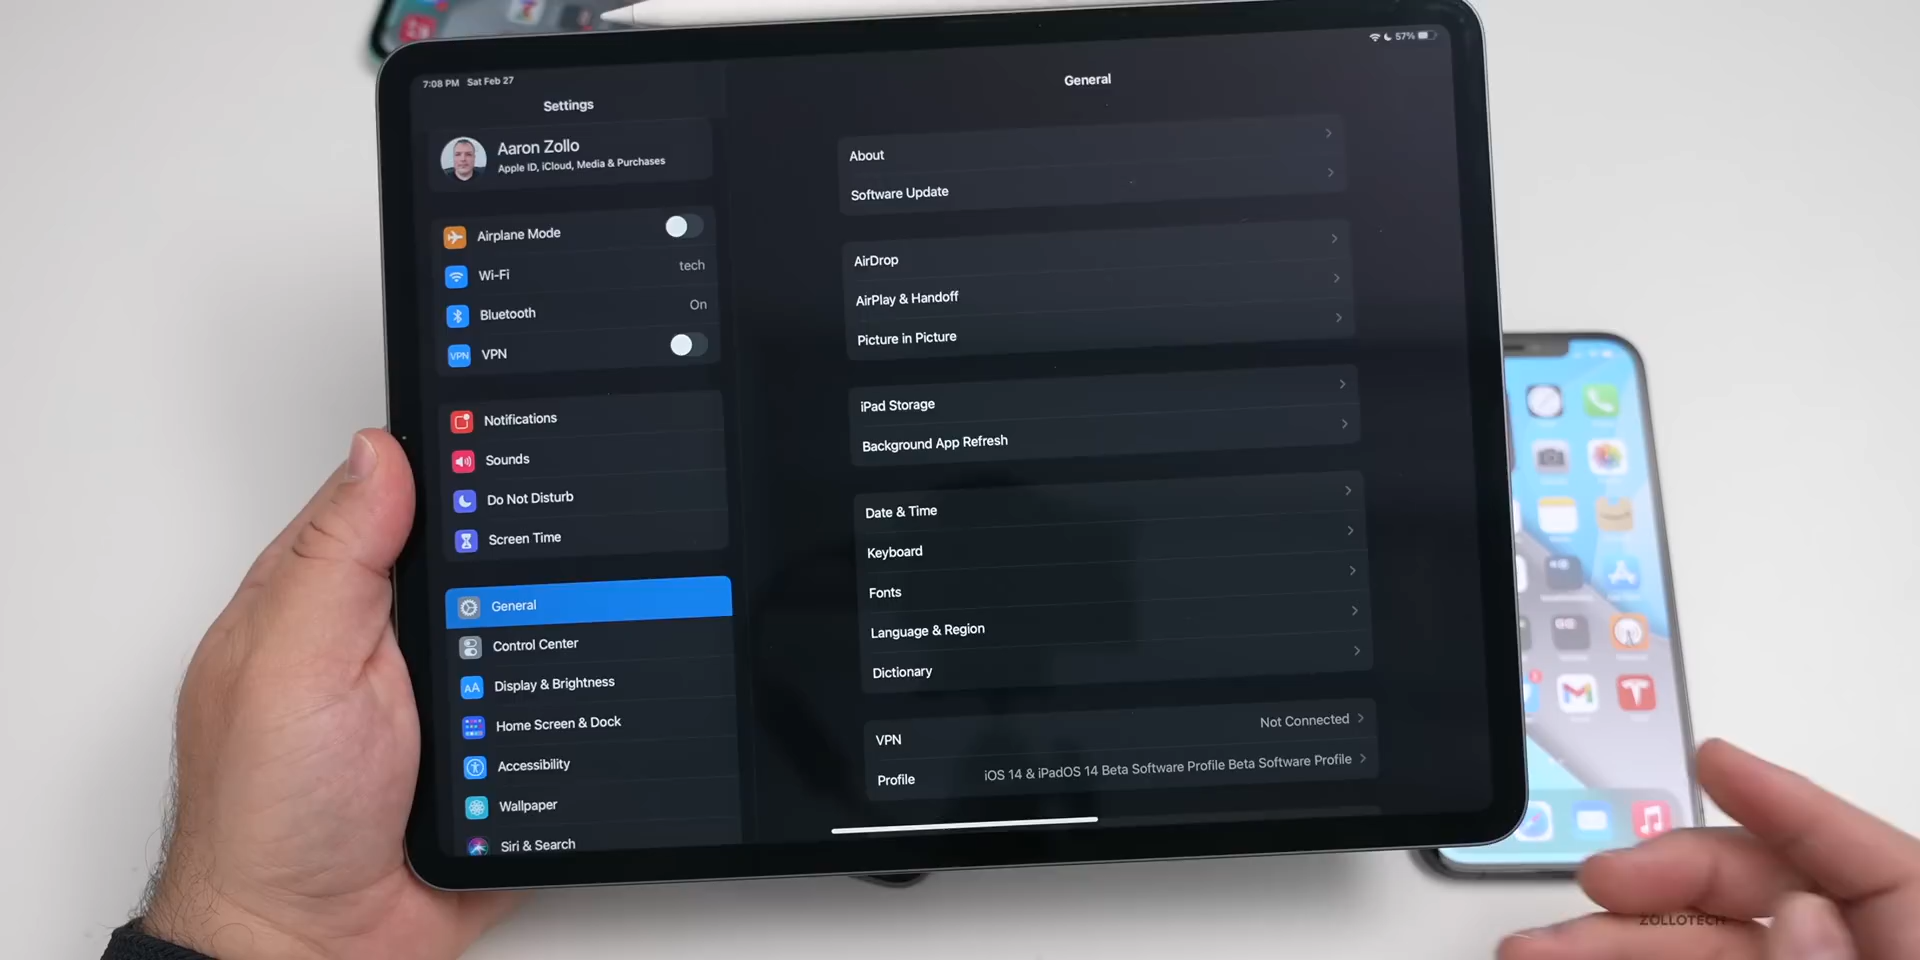 7:08 PM Sat Feb 27
57%
Settings
Aaron Zollo
Apple ID, iCloud, Media & Purchases
Airplane Mode
Wi-Fi tech
Bluetooth On
VPN VPN
Notifications
Sounds
Do Not Disturb
Screen Time
General
Control Center
AA Display & Brightness
Home Screen & Dock
Accessibility
Wallpaper
Siri & Search
General
About
Software Update
AirDrop
AirPlay & Handoff
Picture in Picture
iPad Storage
Background App Refresh
Date & Time
Keyboard
Fonts
Language & Region
Dictionary
VPN Not Connected
Profile iOS 14 & iPadOS 14 Beta Software Profile Beta Software Profile
ZOLLOTECH